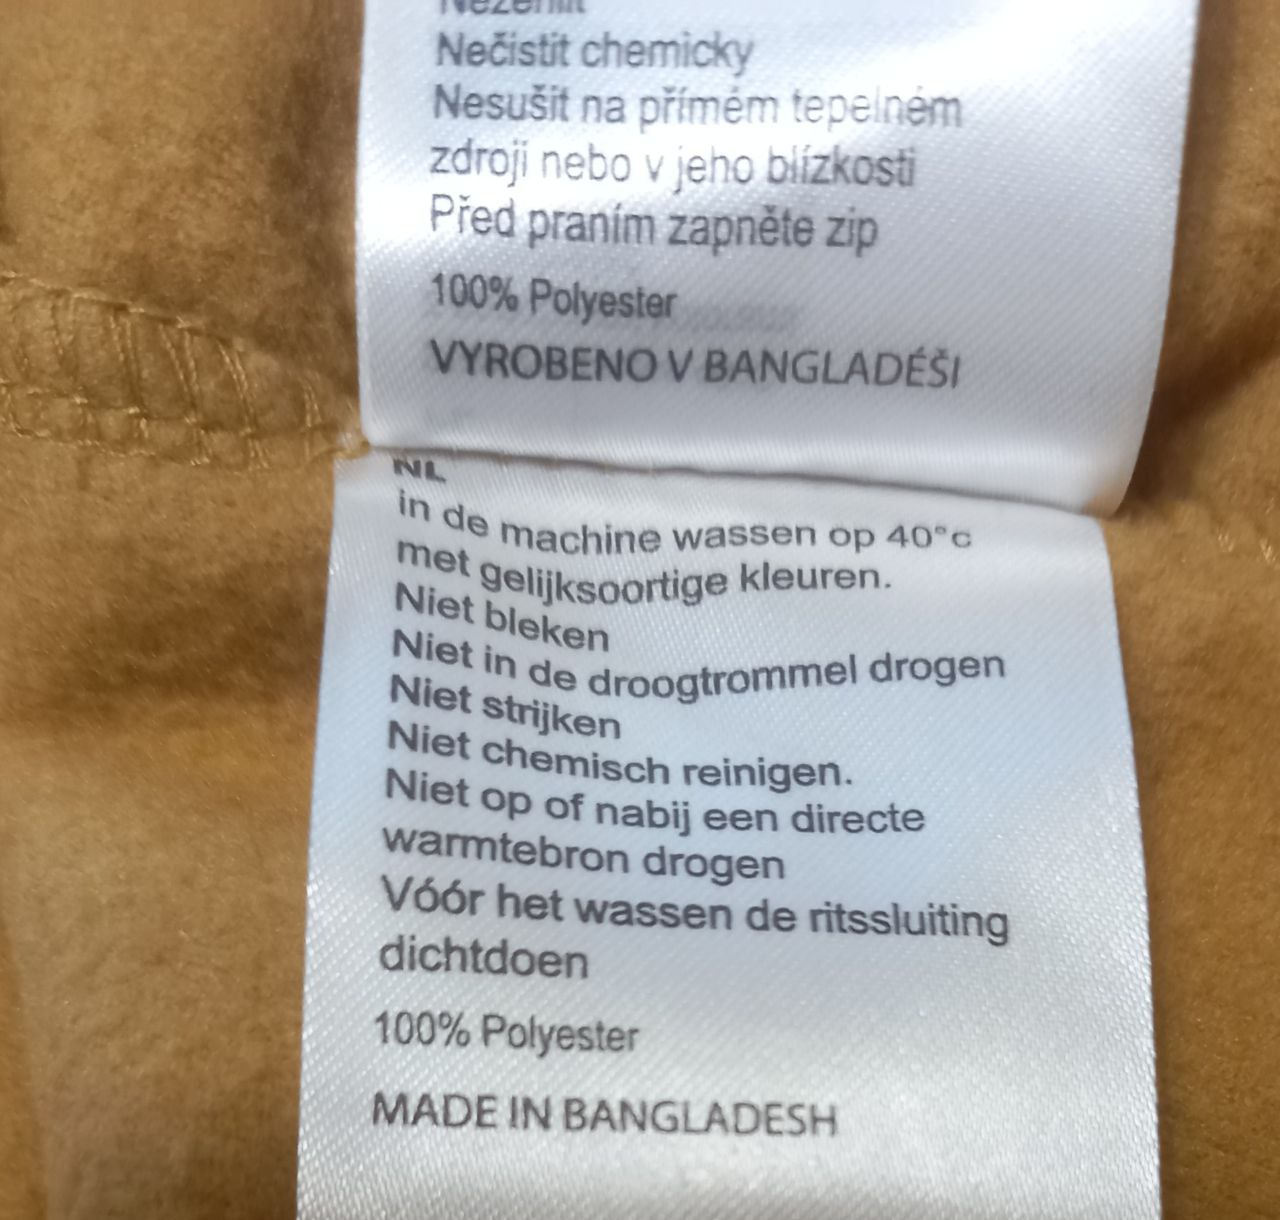 Nežehlit
Nečistit chemicky
Nesušit na přímém tepelném
zdroji nebo v jeho blízkosti
Před praním zapněte zip
100% Polyester
VYROBENO V BANGLADÉŠI
NL
in de machine wassen op 40°c
met gelijksoortige kleuren.
Niet bleken
Niet in de droogtrommel drogen
Niet strijken
Niet chemisch reinigen.
Niet op of nabij een directe
warmtebron drogen
Vóór het wassen de ritssluiting
dichtdoen
100% Polyester
MADE IN BANGLADESH